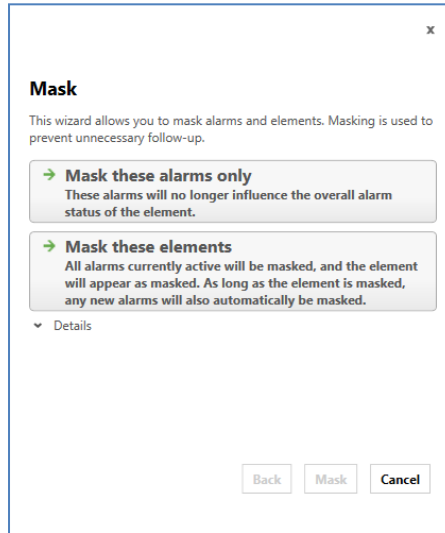 x
Mask
This wizard allows you to mask alarms and elements. Masking is used to
prevent unnecessary follow-up.
Mask these alarms only
These alarms will no longer influence the overall alarm
status of the element.
Mask these elements
All alarms currently active will be masked, and the element
will appear as masked. As long as the element is masked,
any new alarms will also automatically be masked.
Details
Back Mask Cancel